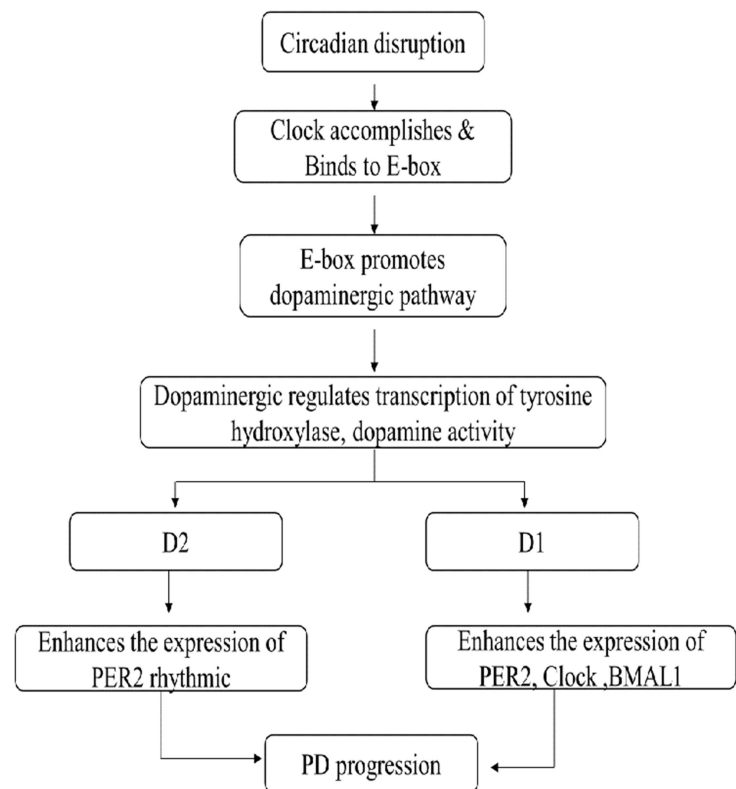 Circadian disruption
Clock accomplishes &
Binds to E-box
E-box promotes
dopaminergic pathway
Dopaminergic regulates transcription of tyrosine
hydroxylase, dopamine activity
D2
D1
Enhances the expression of
PER2 rhythmic
Enhances the expression of
PER2, Clock ,BMAL1
PD progression